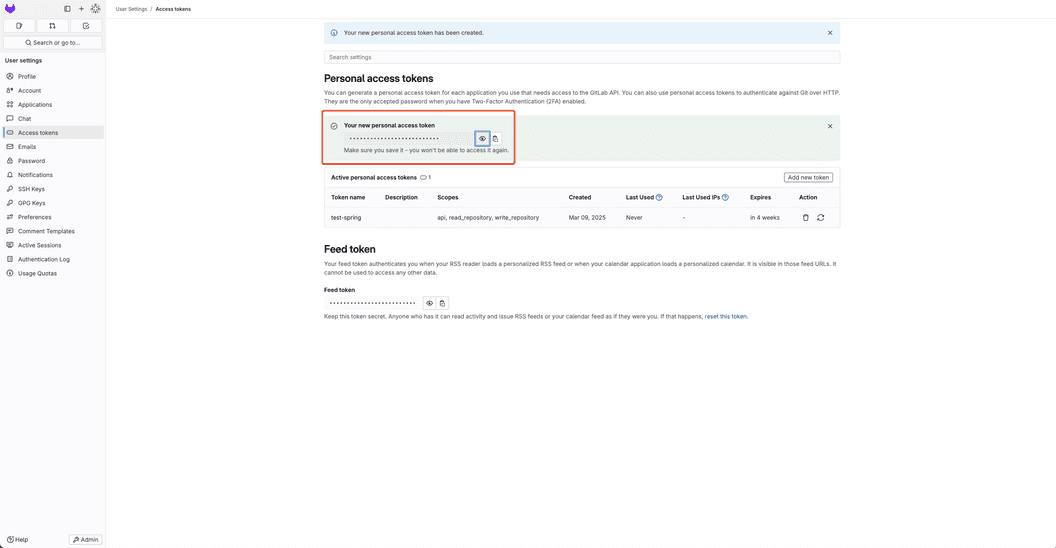 User Settings / Access tokens
Search or go to...
User settings
Profile
Account
Applications
Chat
Access tokens
Emails
Password
Notifications
SSH Keys
GPG Keys
Preferences
Comment Templates
Active Sessions
Authentication Log
Usage Quotas
Help
Admin
Your new personal access token has been created.
Search settings
Personal access tokens
You can generate a personal access token for each application you use that needs access to the GitLab API. You can also use personal access tokens to authenticate against Git over HTTP.
They are the only accepted password when you have Two-Factor Authentication (2FA) enabled.
Your new personal access token
Make sure you save it - you won't be able to access it again.
Active personal access tokens 1
Add new token
Token name Description Scopes Created Last Used Last Used IPs Expires Action
test-spring api, read_repository, write_repository Mar 09, 2025 Never - in 4 weeks
Feed token
Your feed token authenticates you when your RSS reader loads a personalized RSS feed or when your calendar application loads a personalized calendar. It is visible in those feed URLs. It
cannot be used to access any other data.
Feed token
Keep this token secret. Anyone who has it can read activity and issue RSS feeds or your calendar feed as if they were you. If that happens, reset this token.